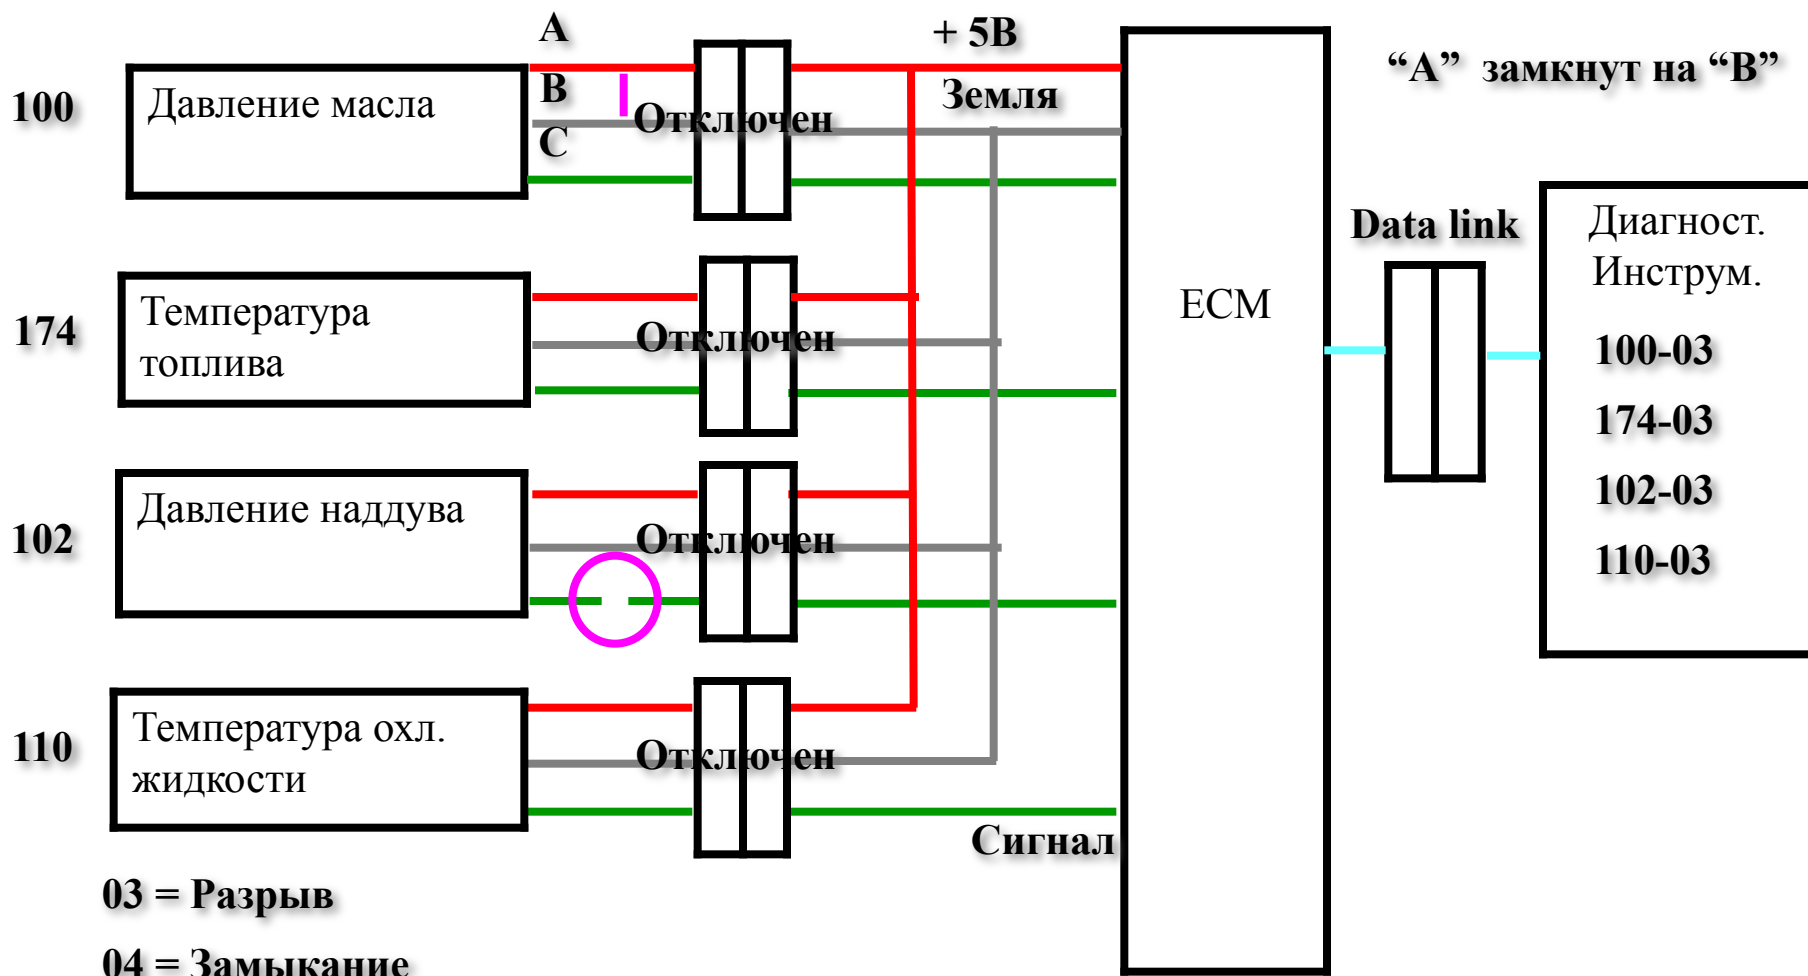 A
+ 5В
“А” замкнут на “В”
100
Давление масла
B
Отключен
Земля
C
Data link
Диагност.
Инструм.
174
Температура
топлива
Отключен
ECM
100-03
174-03
102-03
110-03
102
Давление наддува
Отключен
110
Температура охл.
жидкости
Отключен
Сигнал
03 = Разрыв
04 = Замыкание